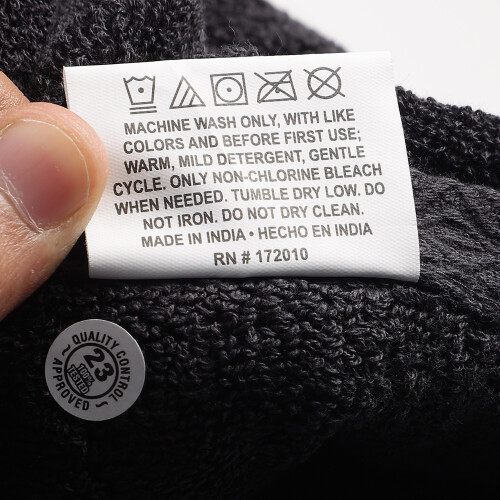 MACHINE WASH ONLY, WITH LIKE
COLORS AND BEFORE FIRST USE;
WARM, MILD DETERGENT, GENTLE
CYCLE. ONLY NON-CHLORINE BLEACH
WHEN NEEDED. TUMBLE DRY LOW. DO
NOT IRON. DO NOT DRY CLEAN.
MADE IN INDIA • HECHO EN INDIA
RN # 172010
QUALITY CONTROL
23
100%
TESTED
APPROVED